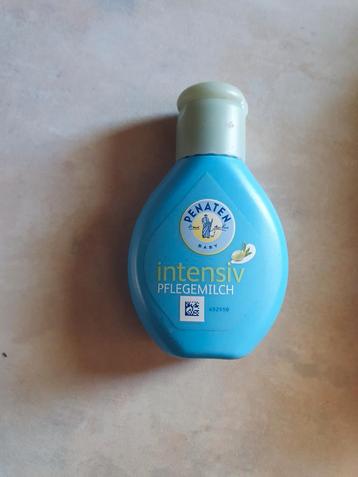 PENATEN
BABY
intensiv
PFLEGEMILCH